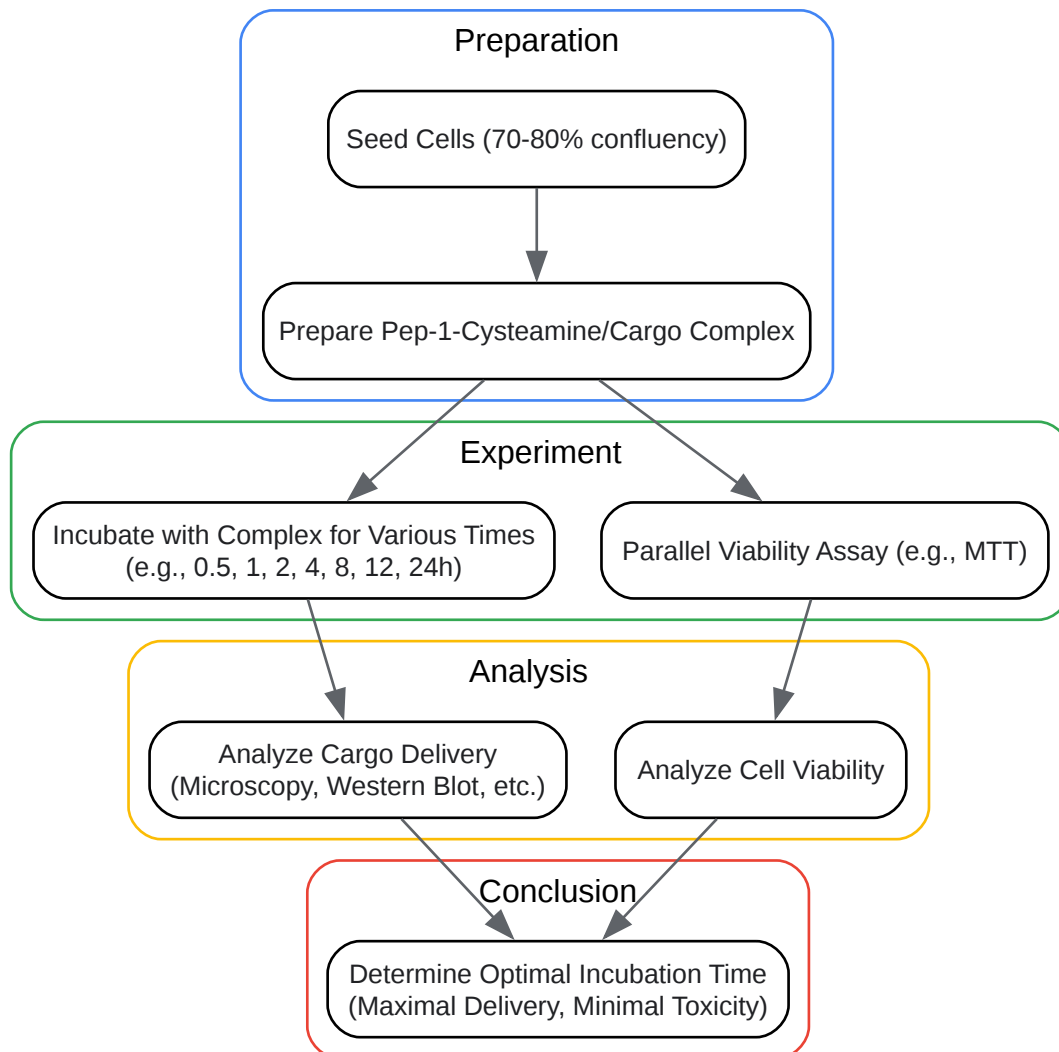 Preparation
Seed Cells (70-80% confluency)
Prepare Pep-1-Cysteamine/Cargo Complex
Experiment
Incubate with Complex for Various Times
(e.g., 0.5, 1, 2, 4, 8, 12, 24h)
Parallel Viability Assay (e.g., MTT)
Analysis
Analyze Cargo Delivery
(Microscopy, Western Blot, etc.)
Analyze Cell Viability
Conclusion
Determine Optimal Incubation Time
(Maximal Delivery, Minimal Toxicity)